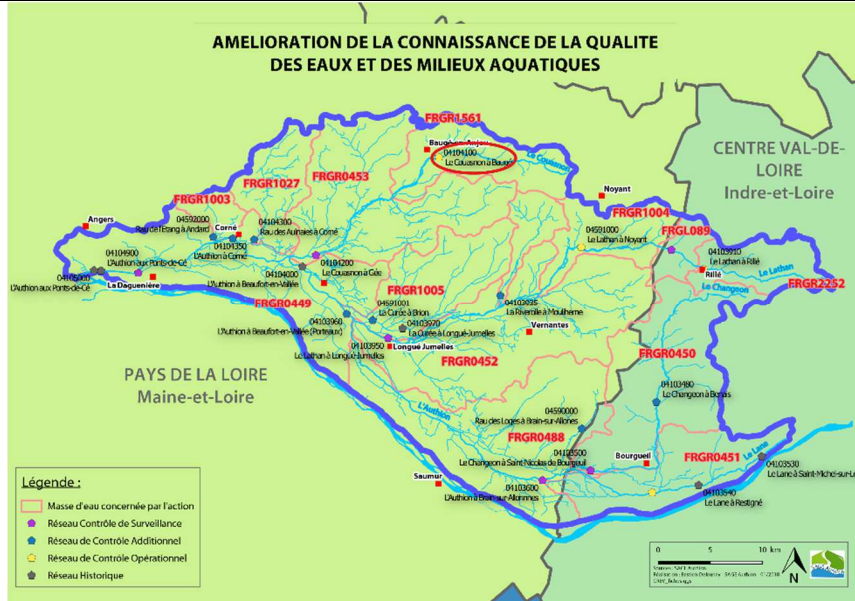 AMELIORATION DE LA CONNAISSANCE DE LA QUALITE
DES EAUX ET DES MILIEUX AQUATIQUES
FRGR1561
Baugé-en-Anjou
04104100
Le Couasnon à Baugé
Le Couasnon
CENTRE VAL-DE-
LOIRE
Indre-et-Loire
FRGR0453
FRGR1027
FRGR1003
Noyant
FRGR1004
Angers
04592000
Rau de l'Etang à Andard
Corné
04104300
Rau des Aulnaies à Corné
04591000
Le Lathan à Noyant
FRGL089
04104350
L'Authion à Corné
04104900
L'Authion aux Ponts-de-Cé
04103910
Le Lathan à Rillé
04104200
Le Couasnon à Gée
Le Lathan
Rillé
04105000
L'Authion aux Ponts-de-Cé
La Daguenière
04104000
L'Authion à Beaufort-en-Vallée
Le Changeon
FRGR2252
FRGR1005
FRGR0449
04591001
La Curée à Brion
04103935
La Riverolle à Mouliherne
04103960
L'Authion à Beaufort-en-Vallée (Porteaux)
04103970
La Curée à Longué-Jumelles
Vernantes
04103950
Le Lathan à Longué-Jumelles
Longué Jumelles
FRGR0452
FRGR0450
PAYS DE LA LOIRE
Maine-et-Loire
04103480
Le Changeon à Benais
L'Authion
04590000
Rau des Loges à Brain-sur-Allonnes
FRGR0488
04103500
Le Changeon à Saint-Nicolas de Bourgueil
Bourgueil
FRGR0451
Le Lane
04103530
Le Lane à Saint-Michel-sur-L
Saumur
04103600
L'Authion à Brain-sur-Allonnes
04103540
Le Lane à Restigné
Légende :
Masse d'eau concernée par l'action
Réseau Contrôle de Surveillance
Réseau de Contrôle Additionnel
Réseau de Contrôle Opérationnel
Réseau Historique
0 5 10 km
N